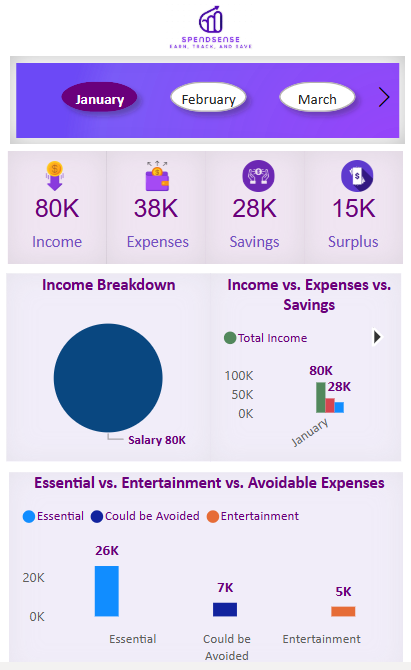 SPENDSENSE
EARN, TRACK, AND SAVE
January
February
March
80K
38K
28K
15K
Income
Expenses
Savings
Surplus
Income Breakdown
Salary 80K
Income vs. Expenses vs.
Savings
Total Income
100K
50K
0K
80K
28K
January
Essential vs. Entertainment vs. Avoidable Expenses
Essential
Could be Avoided
Entertainment
20K
0K
26K
7K
5K
Essential
Could be
Avoided
Entertainment